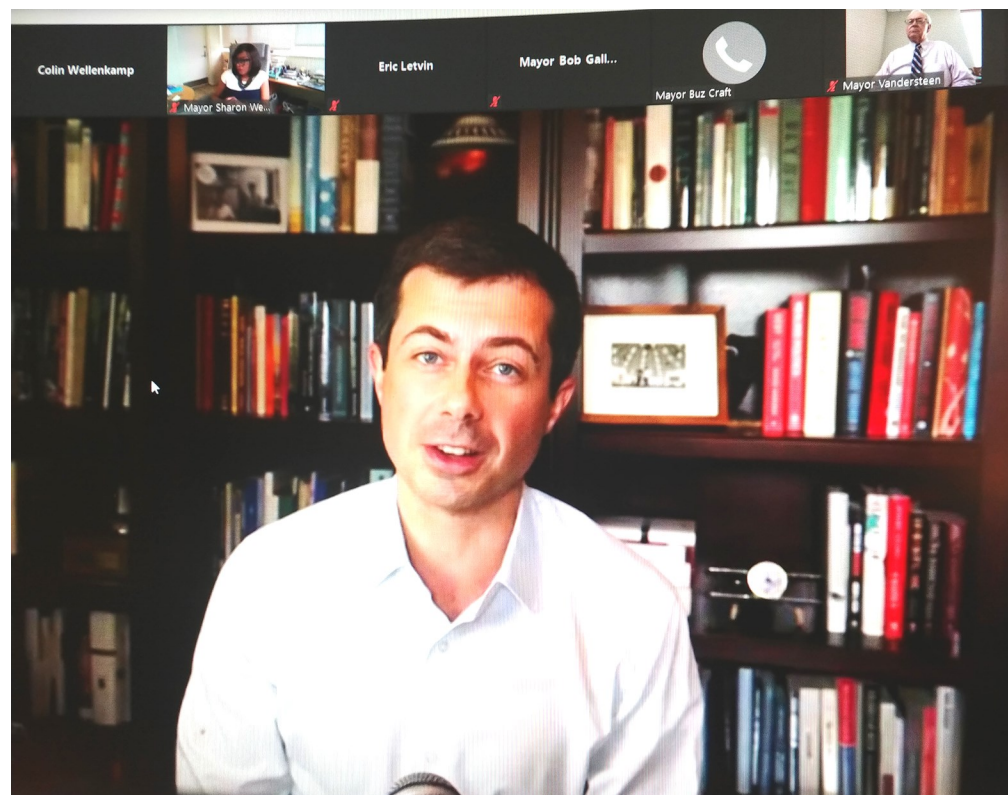 Colin Wellenkamp
Mayor Sharon We...
Eric Letvin
Mayor Bob Gall...
Mayor Buz Craft
Mayor Vandersteen